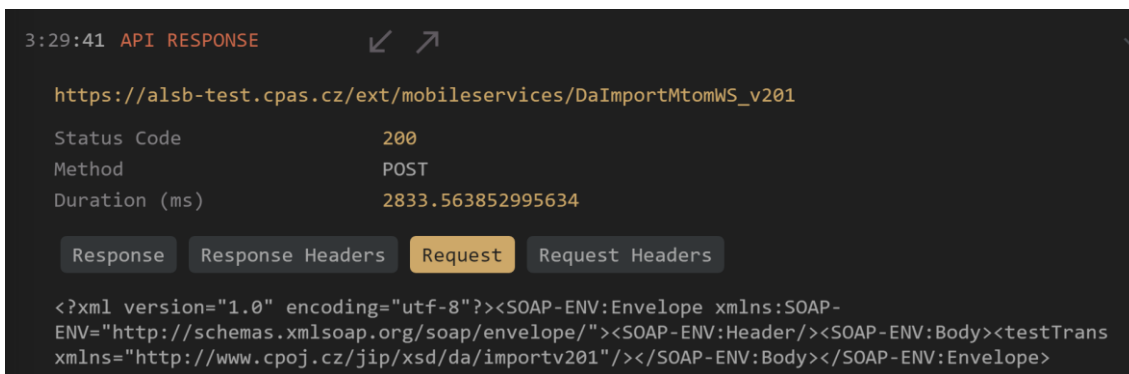 3:29:41 API RESPONSE
https://alsb-test.cpas.cz/ext/mobileservices/DaImportMtomWS_v201
Status Code 200
Method POST
Duration (ms) 2833.563852995634
Response Response Headers Request Request Headers
<?xml version="1.0" encoding="utf-8"?><SOAP-ENV:Envelope xmlns:SOAP-
ENV="http://schemas.xmlsoap.org/soap/envelope/"><SOAP-ENV:Header/><SOAP-ENV:Body><testTrans
xmlns="http://www.cpoj.cz/jip/xsd/da/importv201"/></SOAP-ENV:Body></SOAP-ENV:Envelope>